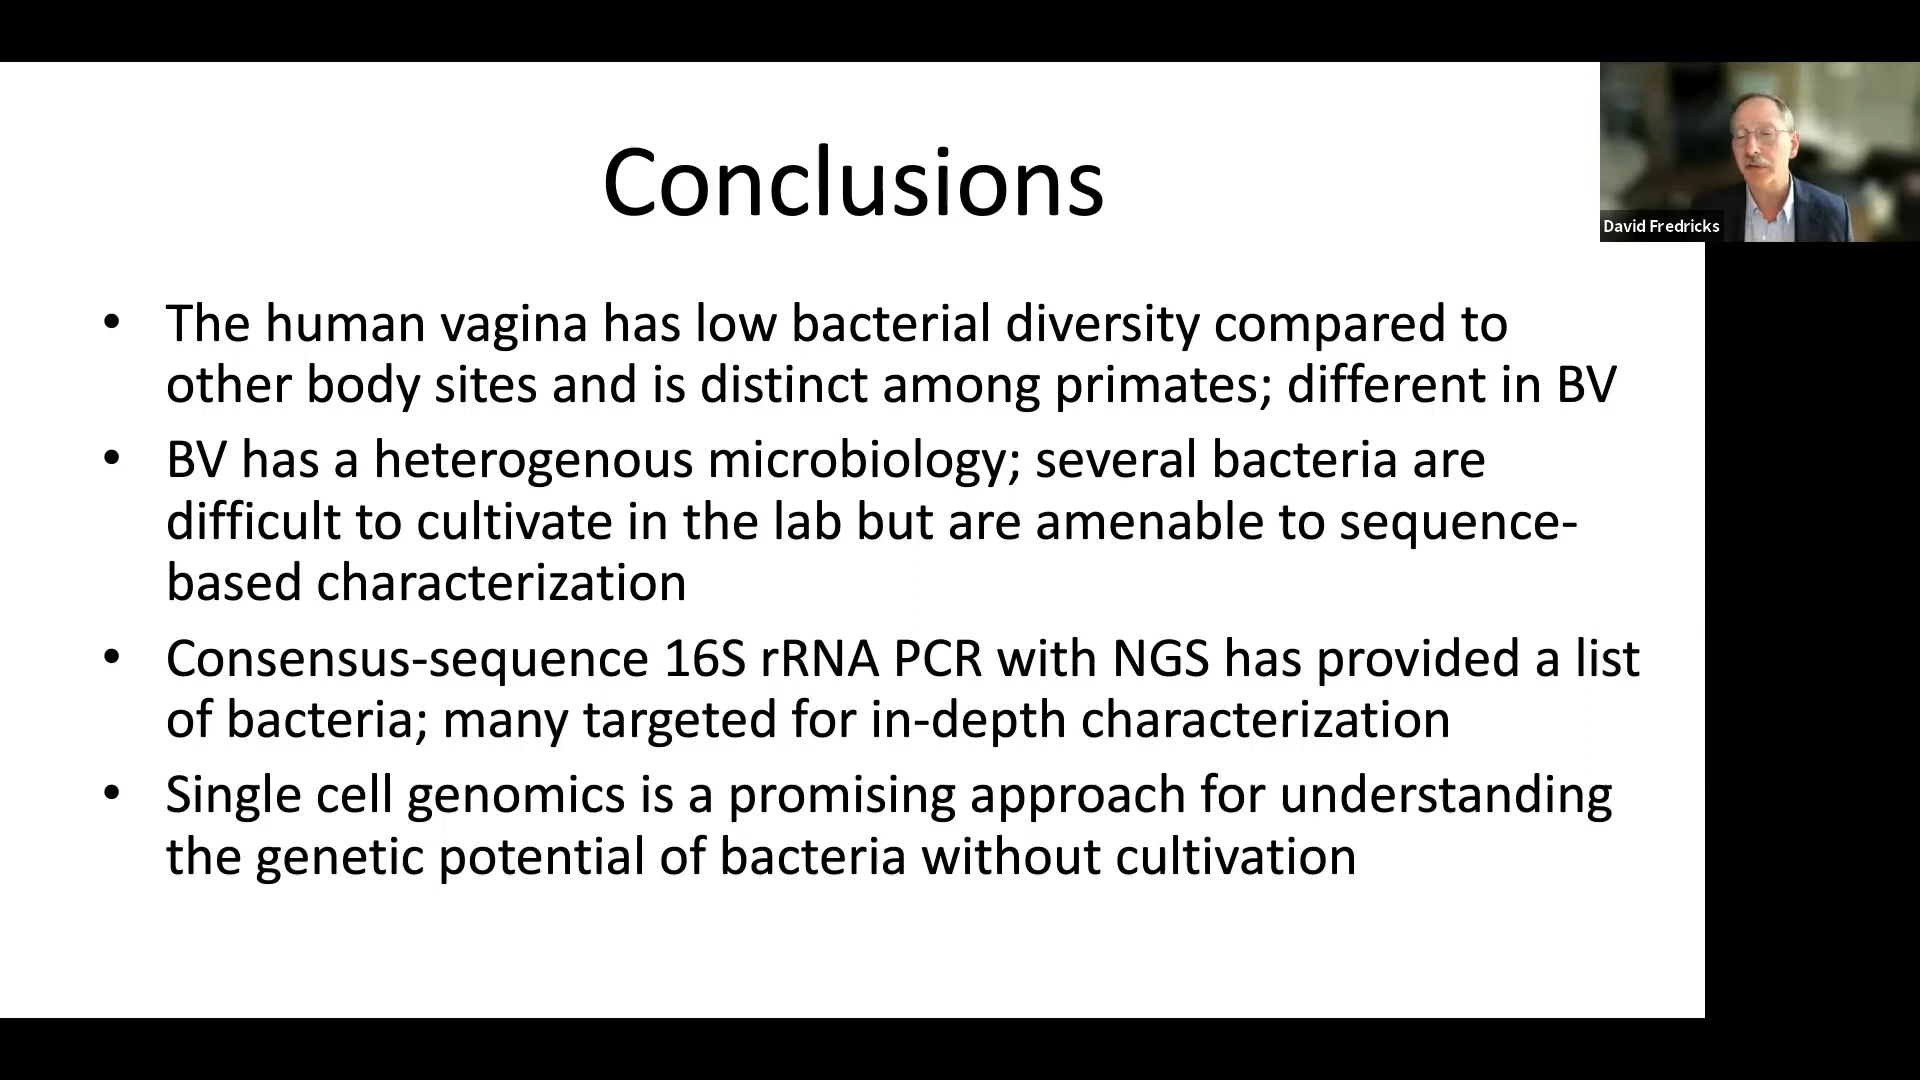 Conclusions
David Fredricks
• The human vagina has low bacterial diversity compared to
other body sites and is distinct among primates; different in BV
• BV has a heterogenous microbiology; several bacteria are
difficult to cultivate in the lab but are amenable to sequence-
based characterization
• Consensus-sequence 16S rRNA PCR with NGS has provided a list
of bacteria; many targeted for in-depth characterization
• Single cell genomics is a promising approach for understanding
the genetic potential of bacteria without cultivation